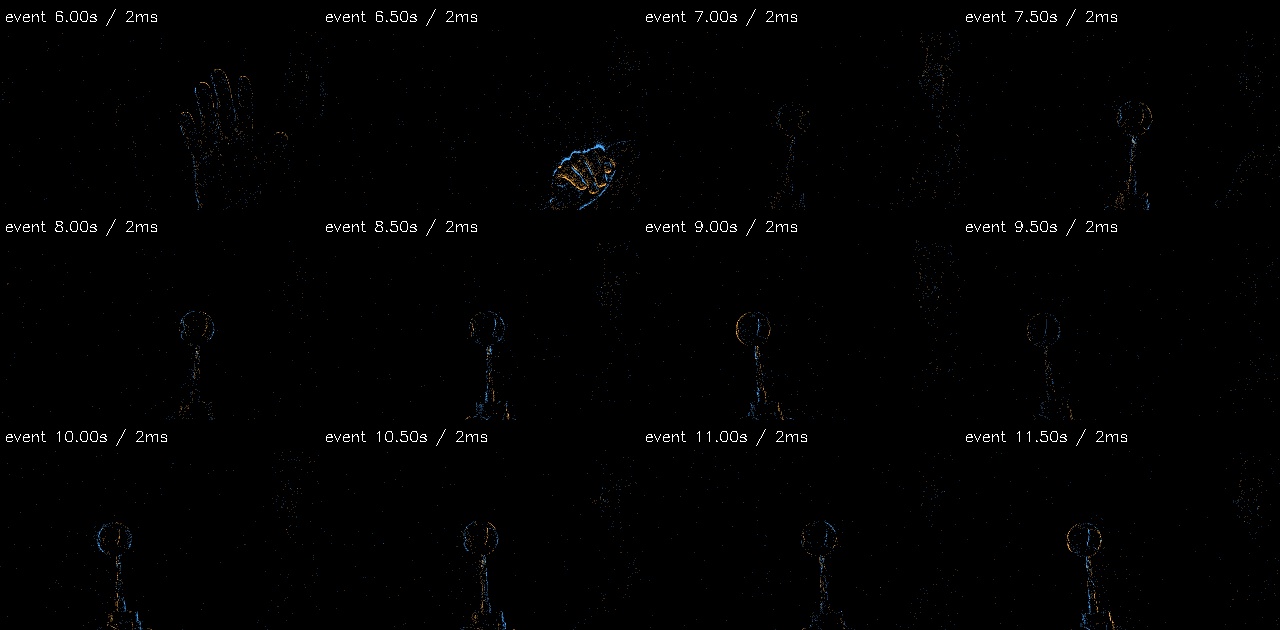 event 6.00s / 2ms
event 6.50s / 2ms
event 7.00s / 2ms
event 7.50s / 2ms
event 8.00s / 2ms
event 8.50s / 2ms
event 9.00s / 2ms
event 9.50s / 2ms
event 10.00s / 2ms
event 10.50s / 2ms
event 11.00s / 2ms
event 11.50s / 2ms